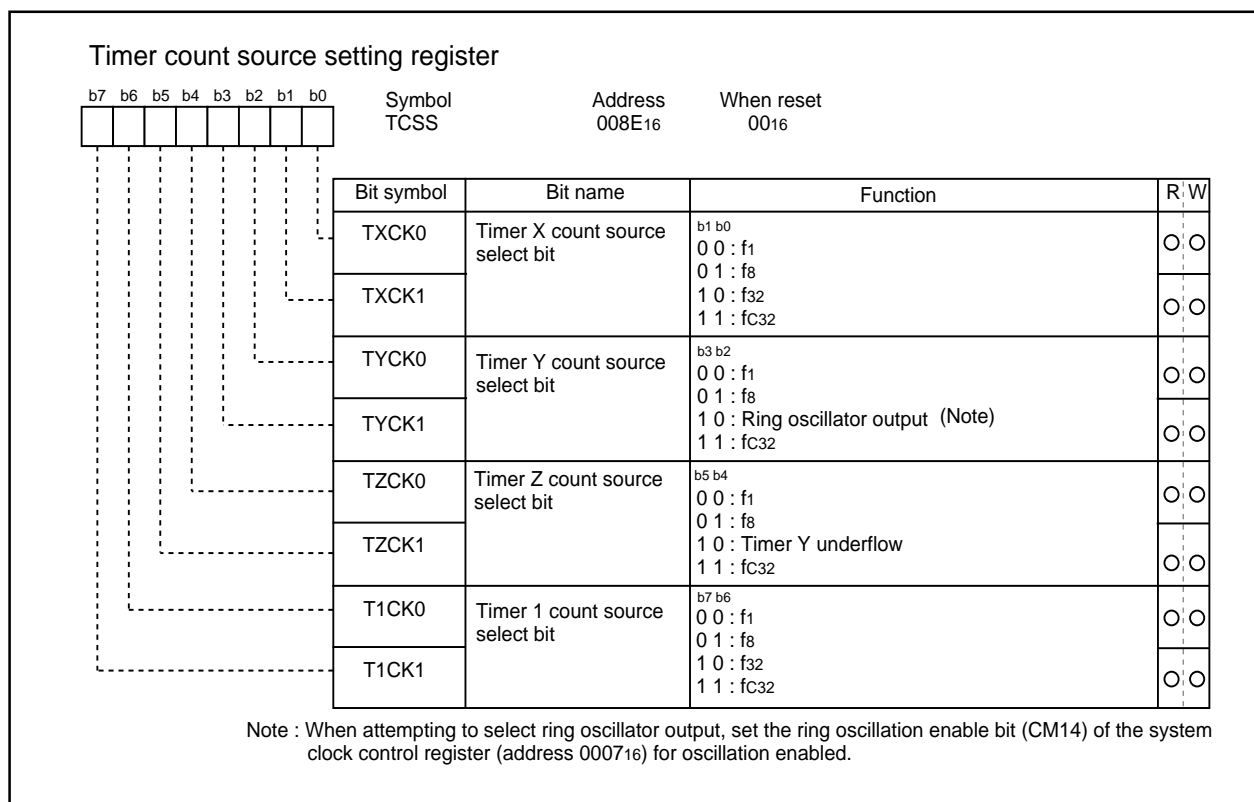 Timer count source setting register
b7 b6 b5 b4 b3 b2 b1 b0
Symbol Address When reset
TCSS 008E16 0016
Bit symbol Bit name Function R W
TXCK0 Timer X count source select bit
b1 b0
0 0 : f1
0 1 : f8
TXCK1
1 0 : f32
1 1 : fC32
TYCK0 Timer Y count source select bit
b3 b2
0 0 : f1
0 1 : f8
TYCK1
1 0 : Ring oscillator output (Note)
1 1 : fC32
TZCK0 Timer Z count source select bit
b5 b4
0 0 : f1
0 1 : f8
TZCK1
1 0 : Timer Y underflow
1 1 : fC32
T1CK0 Timer 1 count source select bit
b7 b6
0 0 : f1
0 1 : f8
T1CK1
1 0 : f32
1 1 : fC32
Note : When attempting to select ring oscillator output, set the ring oscillation enable bit (CM14) of the system
clock control register (address 000716) for oscillation enabled.